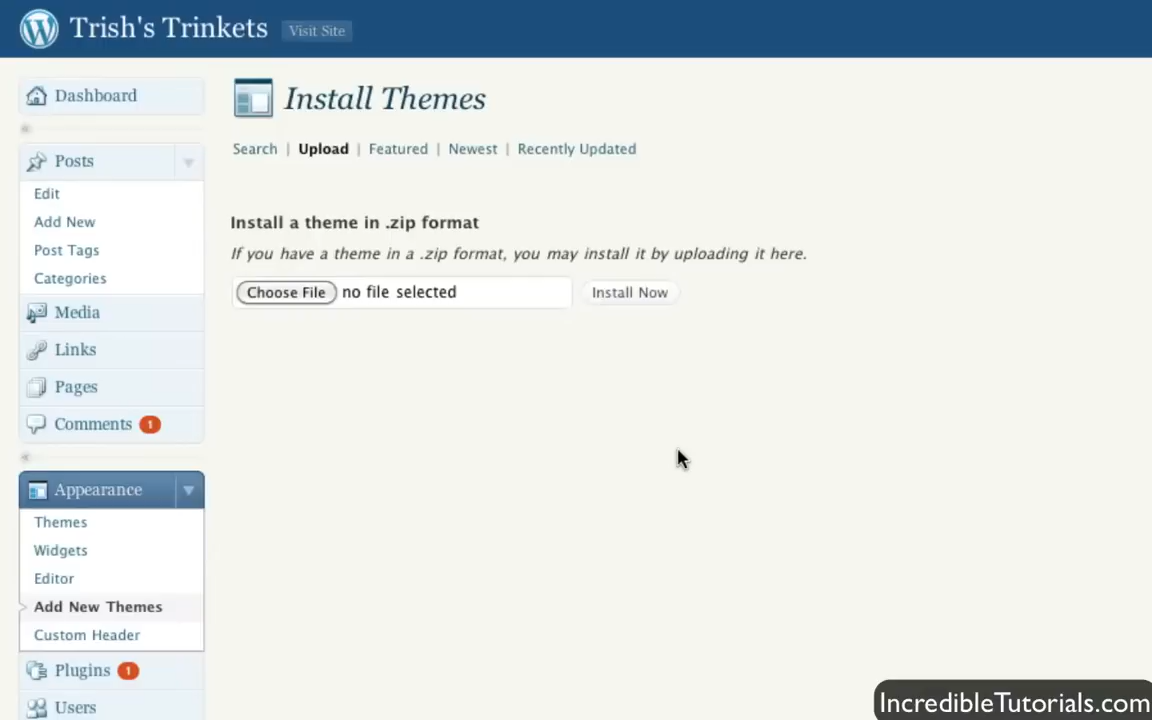 Trish's Trinkets Visit Site
Dashboard
Posts
Edit
Add New
Post Tags
Categories
Media
Links
Pages
Comments 1
Appearance
Themes
Widgets
Editor
Add New Themes
Custom Header
Plugins 1
Users
Install Themes
Search | Upload | Featured | Newest | Recently Updated
Install a theme in .zip format
If you have a theme in a .zip format, you may install it by uploading it here.
Choose File no file selected Install Now
IncredibleTutorials.com